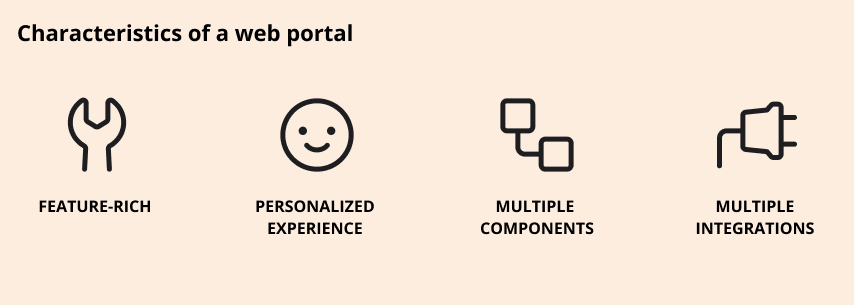 Characteristics of a web portal
FEATURE-RICH
PERSONALIZED
EXPERIENCE
MULTIPLE
COMPONENTS
MULTIPLE
INTEGRATIONS